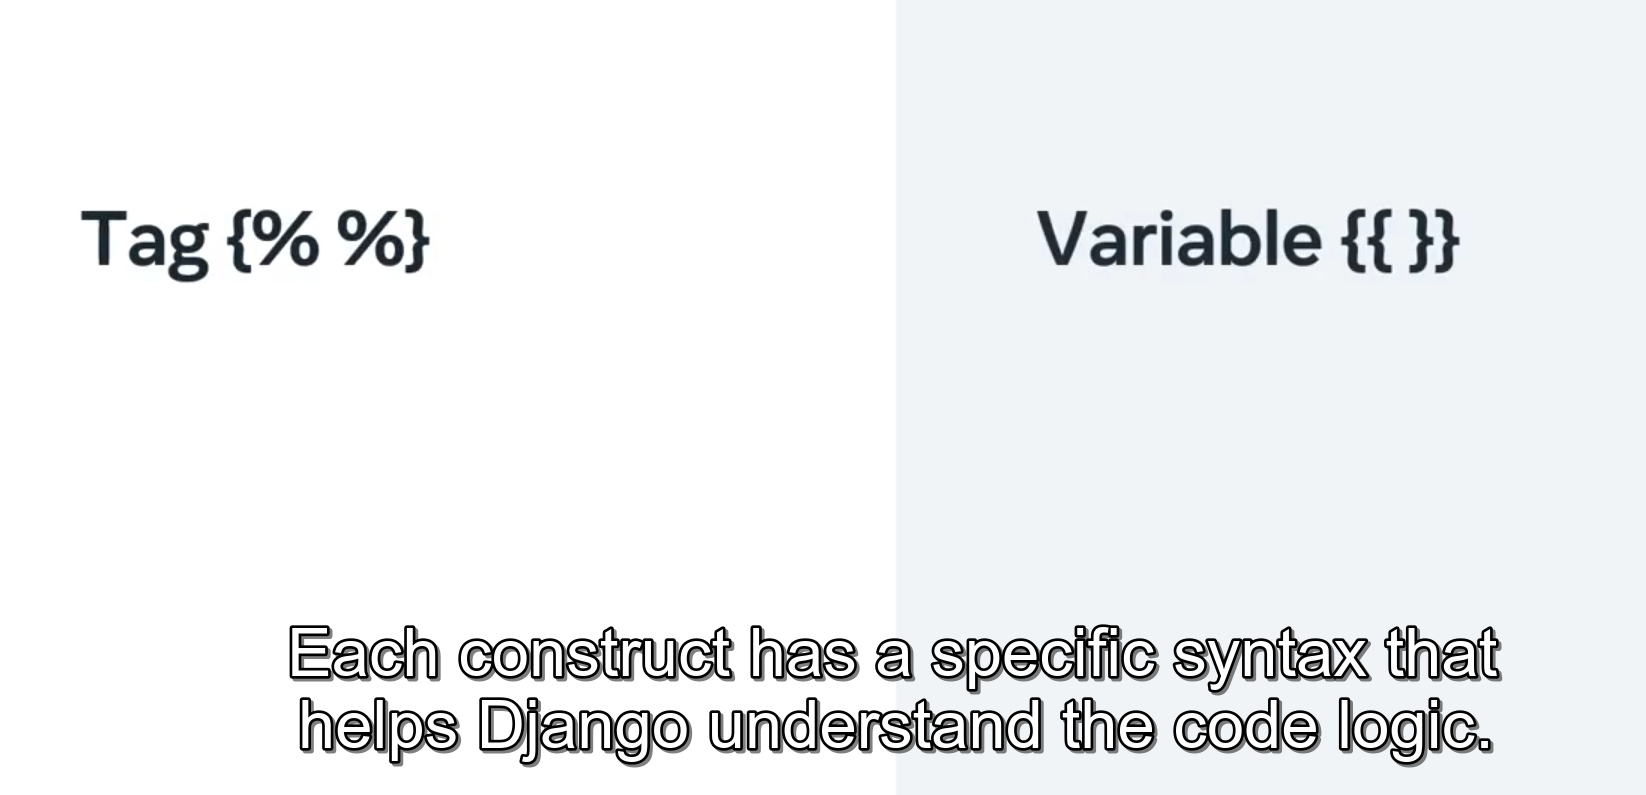 Tag {% %}
Variable {{ }}
Each construct has a specific syntax that
helps Django understand the code logic.